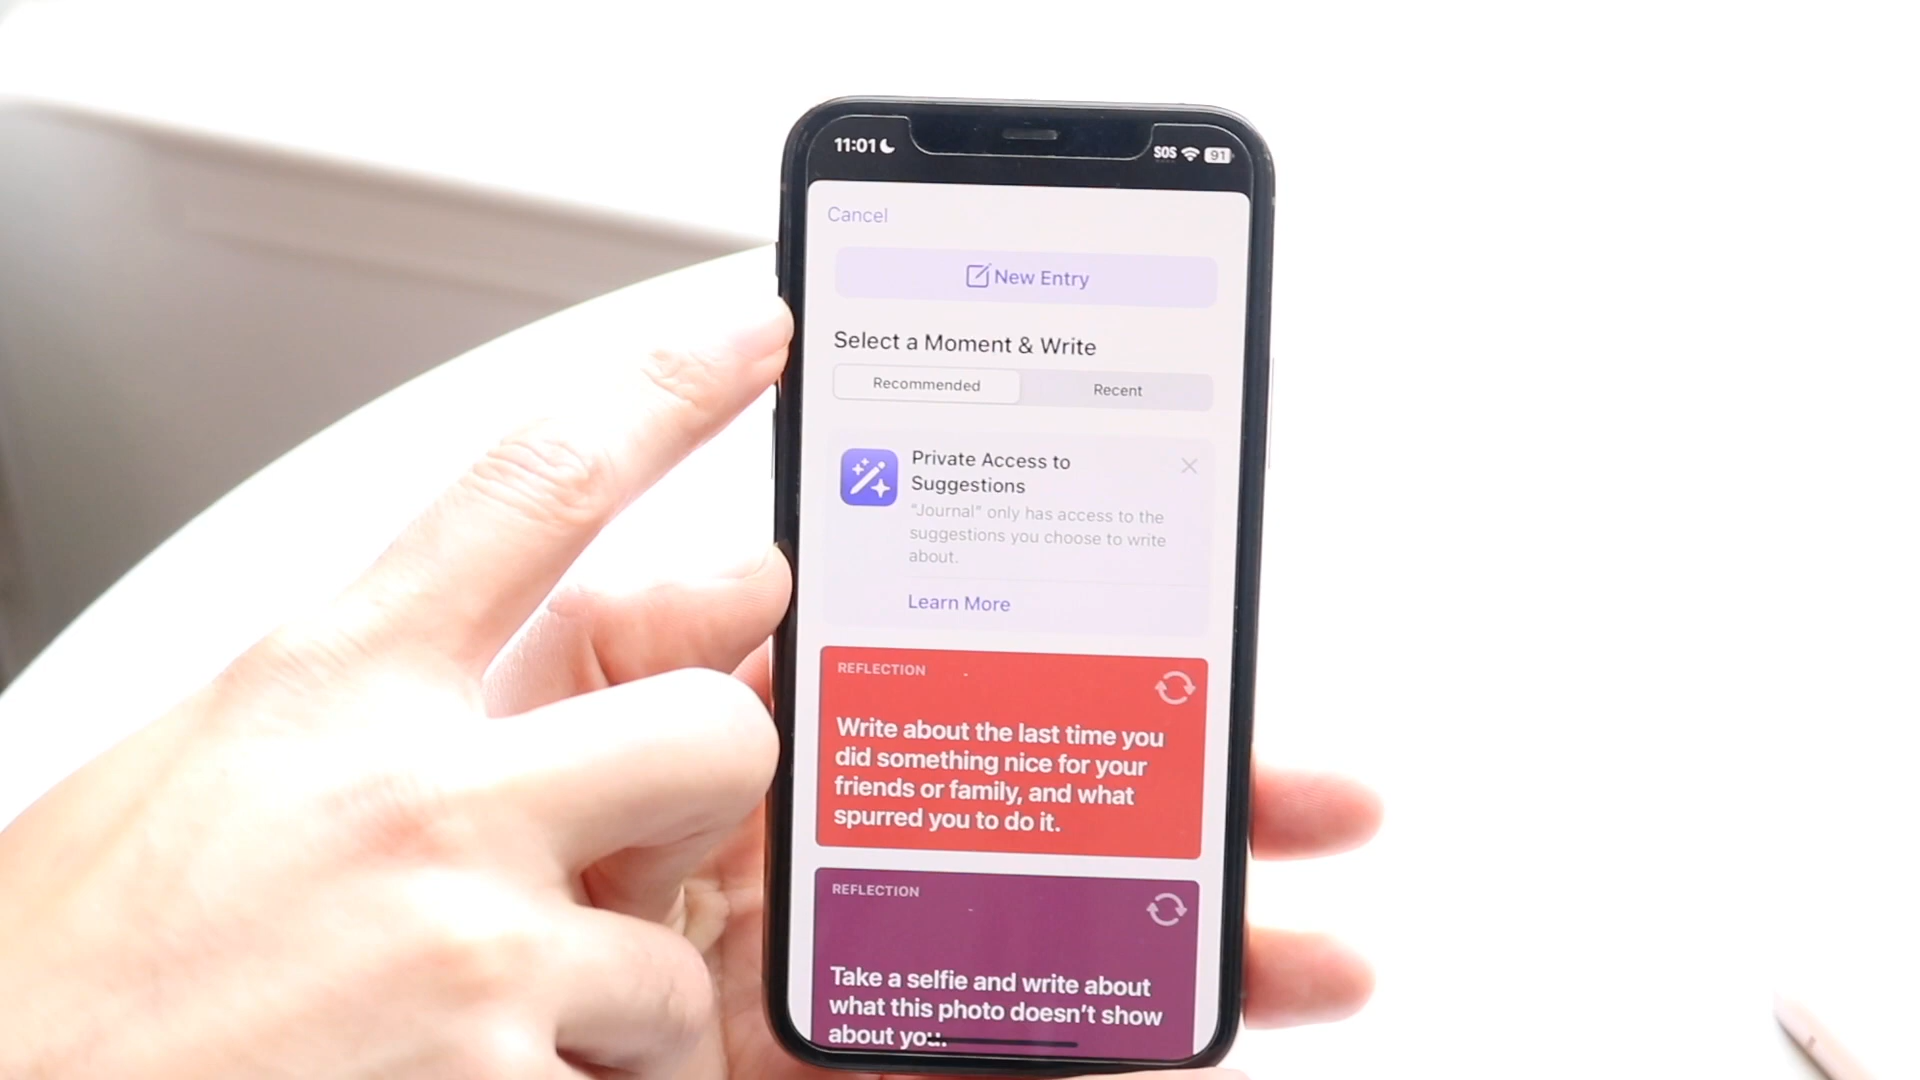 11:01
SOS 91
Cancel
New Entry
Select a Moment & Write
Recommended Recent
Private Access to
Suggestions
“Journal” only has access to the
suggestions you choose to write
about.
Learn More
REFLECTION
Write about the last time you
did something nice for your
friends or family, and what
spurred you to do it.
REFLECTION
Take a selfie and write about
what this photo doesn’t show
about you.